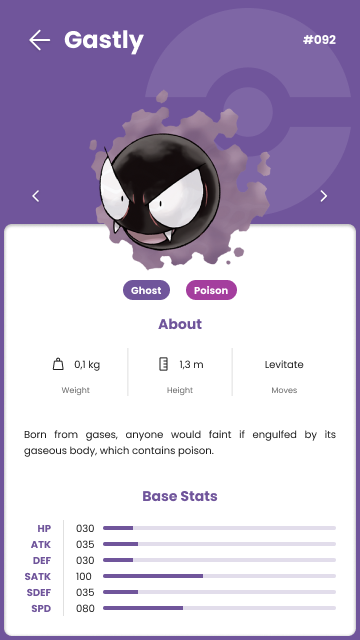 Gastly
#092
Ghost
Poison
About
0,1 kg
1,3 m
Levitate
Weight
Height
Moves
Born from gases, anyone would faint if engulfed by its
gaseous body, which contains poison.
Base Stats
HP 030
ATK 035
DEF 030
SATK 100
SDEF 035
SPD 080